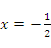 x = −1/2